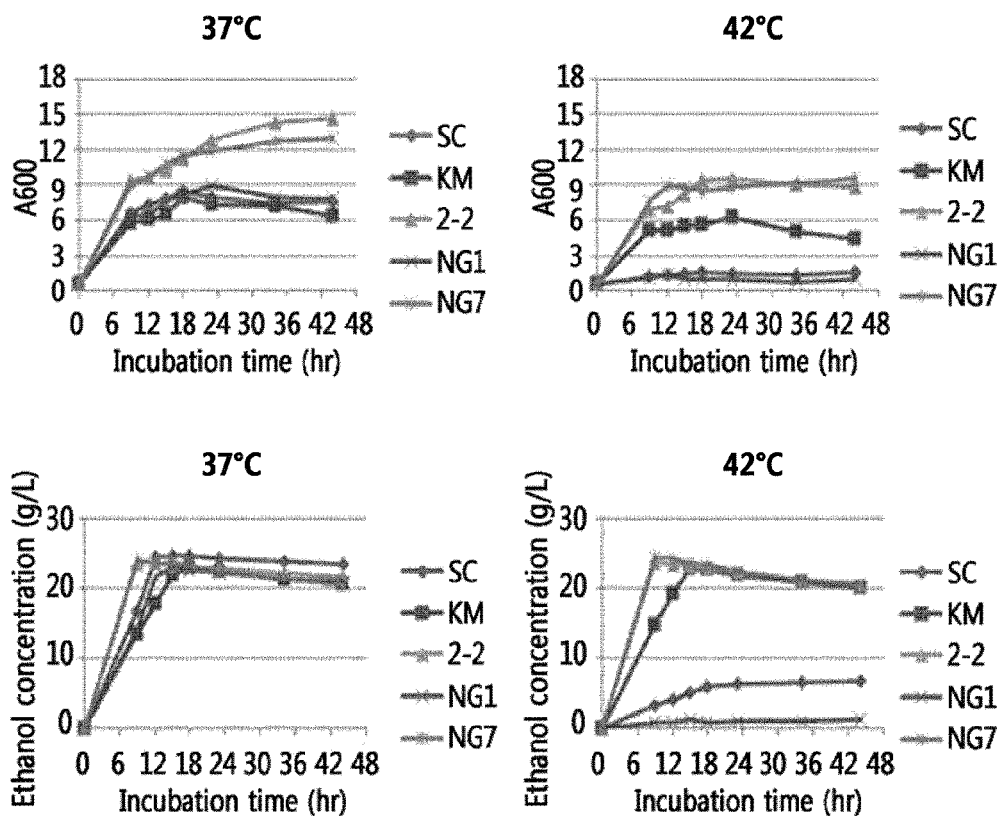 37°C
18
15
12
9
6
3
0
A600
0 6 12 18 24 30 36 42 48
Incubation time (hr)
SC
KM
2-2
NG1
NG7
42°C
18
15
12
9
6
3
0
A600
0 6 12 18 24 30 36 42 48
Incubation time (hr)
SC
KM
2-2
NG1
NG7
37°C
30
20
10
0
Ethanol concentration (g/L)
0 6 12 18 24 30 36 42 48
Incubation time (hr)
SC
KM
2-2
NG1
NG7
42°C
30
20
10
0
Ethanol concentration (g/L)
0 6 12 18 24 30 36 42 48
Incubation time (hr)
SC
KM
2-2
NG1
NG7